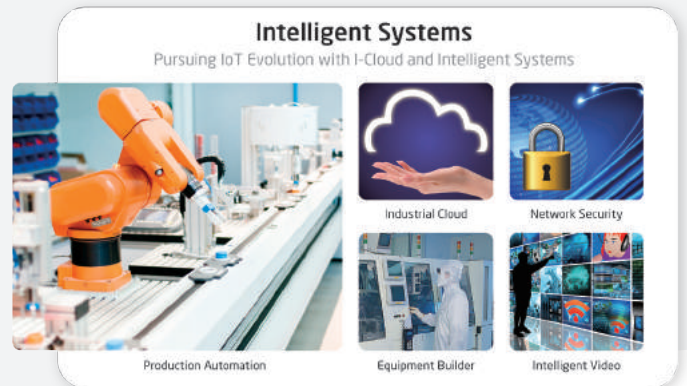 Intelligent Systems
Pursuing IoT Evolution with I-Cloud and Intelligent Systems
Industrial Cloud
Network Security
Production Automation
Equipment Builder
Intelligent Video